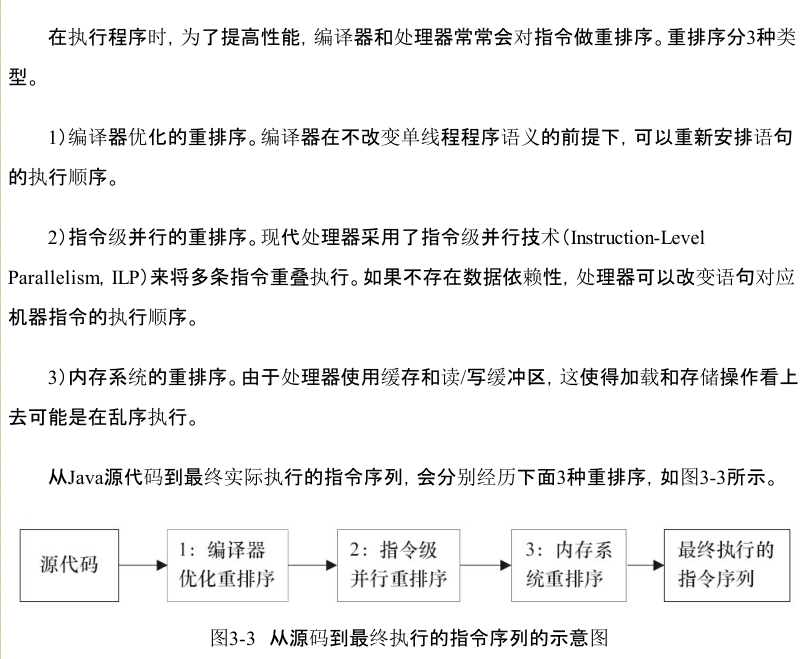 在执行程序时，为了提高性能，编译器和处理器常常会对指令做重排序。重排序分3种类
型。
1）编译器优化的重排序。编译器在不改变单线程程序语义的前提下，可以重新安排语句
的执行顺序。
2）指令级并行的重排序。现代处理器采用了指令级并行技术（Instruction-Level
Parallelism，ILP）来将多条指令重叠执行。如果不存在数据依赖性，处理器可以改变语句对应
机器指令的执行顺序。
3）内存系统的重排序。由于处理器使用缓存和读/写缓冲区，这使得加载和存储操作看上
去可能是在乱序执行。
从Java源代码到最终实际执行的指令序列，会分别经历下面3种重排序，如图3-3所示。
源代码
1：编译器
优化重排序
2：指令级
并行重排序
3：内存系
统重排序
最终执行的
指令序列
图3-3 从源码到最终执行的指令序列的示意图